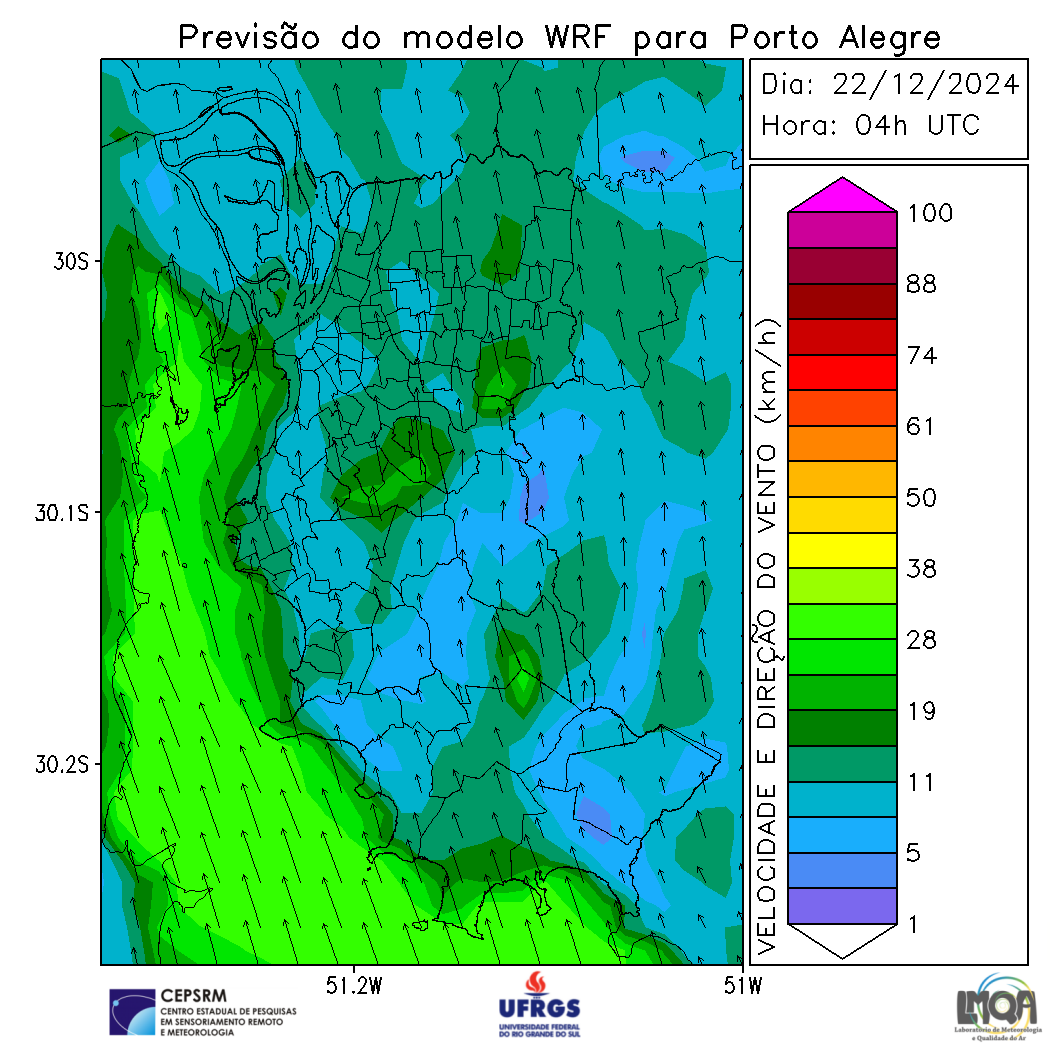 Previsão do modelo WRF para Porto Alegre
Dia: 22/12/2024
Hora: 04h UTC
30S
30.1S
30.2S
51.2W
51W
VELOCIDADE E DIREÇÃO DO VENTO (km/h)
100
88
74
61
50
38
28
19
11
5
1
CEPSRM
CENTRO ESTADUAL DE PESQUISAS
EM SENSORIAMENTO REMOTO
E METEOROLOGIA
UFRGS
UNIVERSIDADE FEDERAL
DO RIO GRANDE DO SUL
LMQA
Laboratório de Meteorologia
e Qualidade do Ar